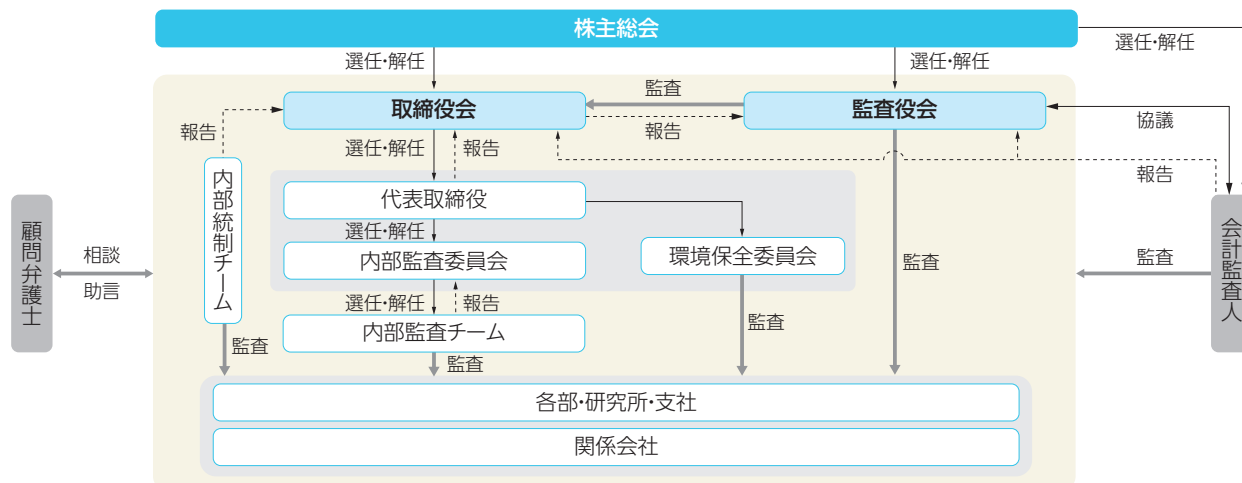 株主総会
選任・解任
選任・解任
選任・解任
取締役会
監査
報告
監査役会
協議
報告
報告
選任・解任
報告
内部統制チーム
代表取締役
選任・解任
内部監査委員会
環境保全委員会
監査
顧問弁護士
相談
助言
監査
会計監査人
選任・解任
報告
内部監査チーム
監査
監査
監査
各部・研究所・支社
関係会社